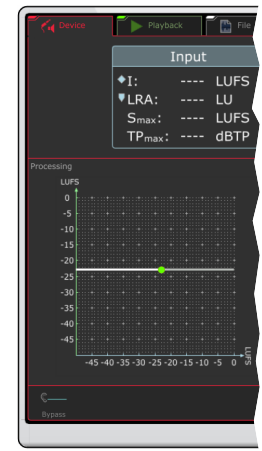 Device Playback File
Input
I: ---- LUFS
LRA: ---- LU
Smax: ---- LUFS
TPmax: ---- dBTP
Processing
LUFS
0
-5
-10
-15
-20
-25
-30
-35
-40
-45
-45 -40 -35 -30 -25 -20 -15 -10 -5 0
LUFS
Bypass